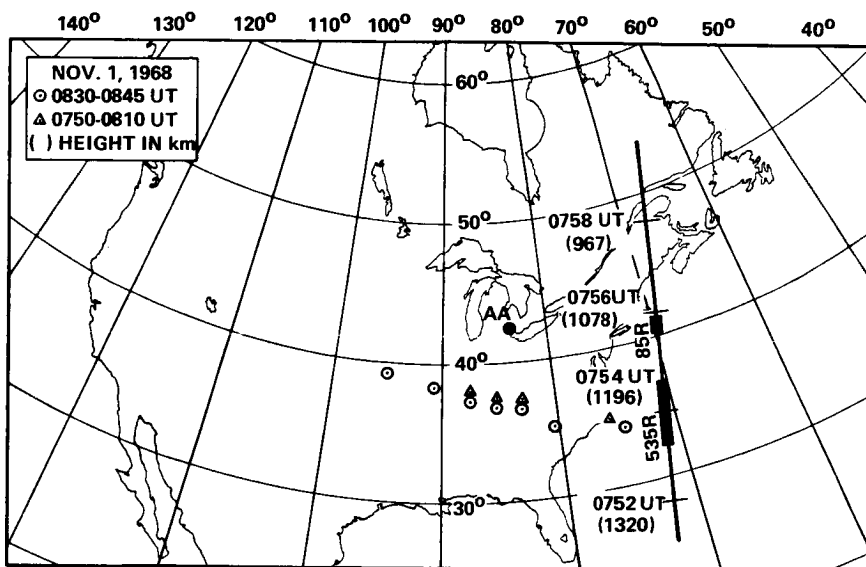 140° 130° 120° 110° 100° 90° 80° 70° 60° 50° 40°
NOV. 1, 1968
⊙ 0830-0845 UT
△ 0750-0810 UT
( ) HEIGHT IN km
60°
50°
0758 UT
(967)
0756UT
(1078)
AA
85R
40°
0754 UT
(1196)
535R
30°
0752 UT
(1320)